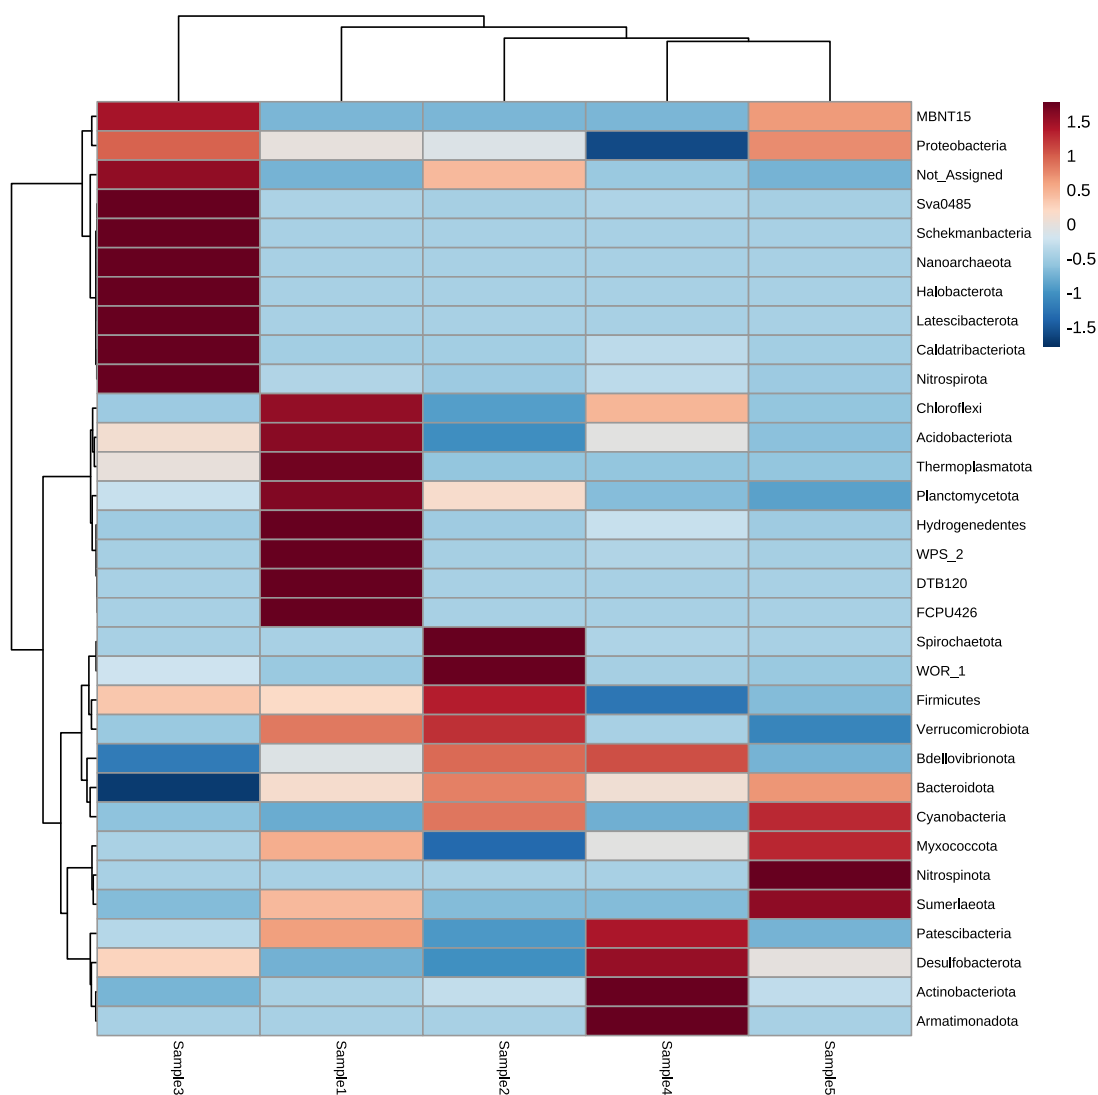 MBNT15
Proteobacteria
Not_Assigned
Sva0485
Schekmanbacteria
Nanoarchaeota
Halobacterota
Latescibacterota
Caldatribacteriota
Nitrospirota
Chloroflexi
Acidobacteriota
Thermoplasmatota
Planctomycetota
Hydrogenedentes
WPS_2
DTB120
FCPU426
Spirochaetota
WOR_1
Firmicutes
Verrucomicrobiota
Bdellovibrionota
Bacteroidota
Cyanobacteria
Myxococcota
Nitrospinota
Sumerlaeota
Patescibacteria
Desulfobacterota
Actinobacteriota
Armatimonadota
1.5
1
0.5
0
-0.5
-1
-1.5
Sample3
Sample1
Sample2
Sample4
Sample5